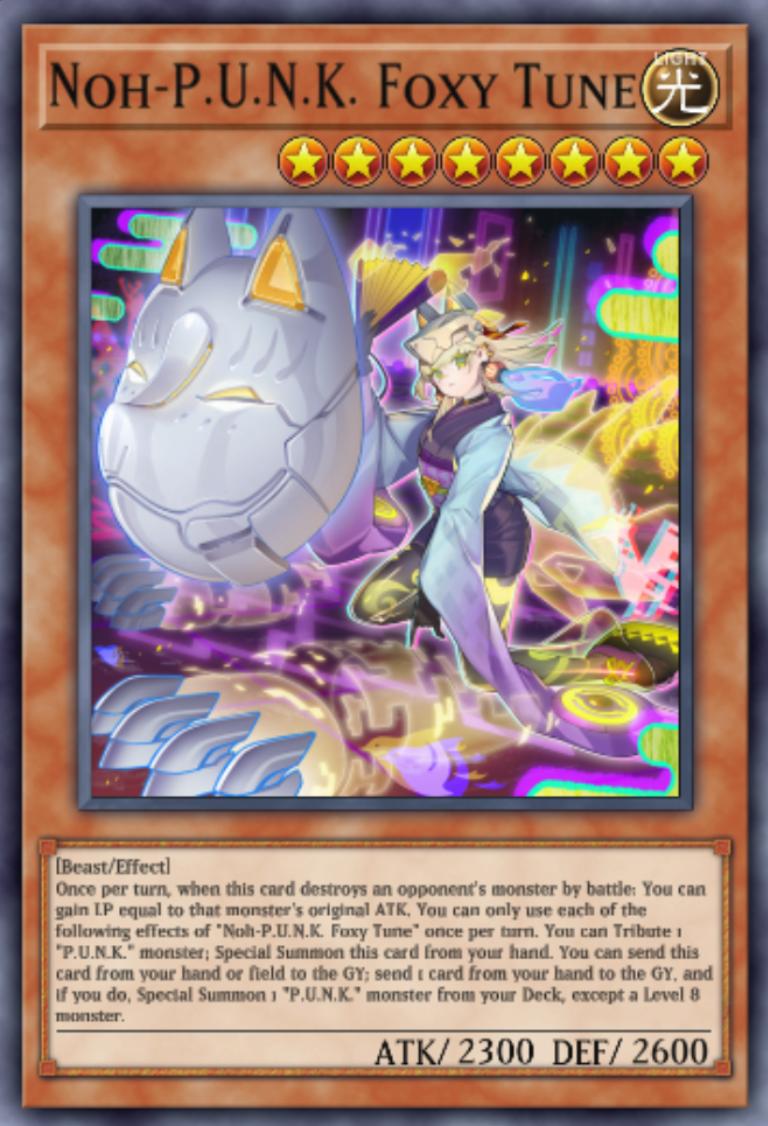 NOH-P.U.N.K. FOXY TUNE
LIGHT
光
[Beast/Effect]
Once per turn, when this card destroys an opponent's monster by battle: You can
gain LP equal to that monster's original ATK. You can only use each of the
following effects of "Noh-P.U.N.K. Foxy Tune" once per turn. You can Tribute 1
"P.U.N.K." monster; Special Summon this card from your hand. You can send this
card from your hand or field to the GY; send 1 card from your hand to the GY, and
if you do, Special Summon 1 "P.U.N.K." monster from your Deck, except a Level 8
monster.
ATK/ 2300 DEF/ 2600